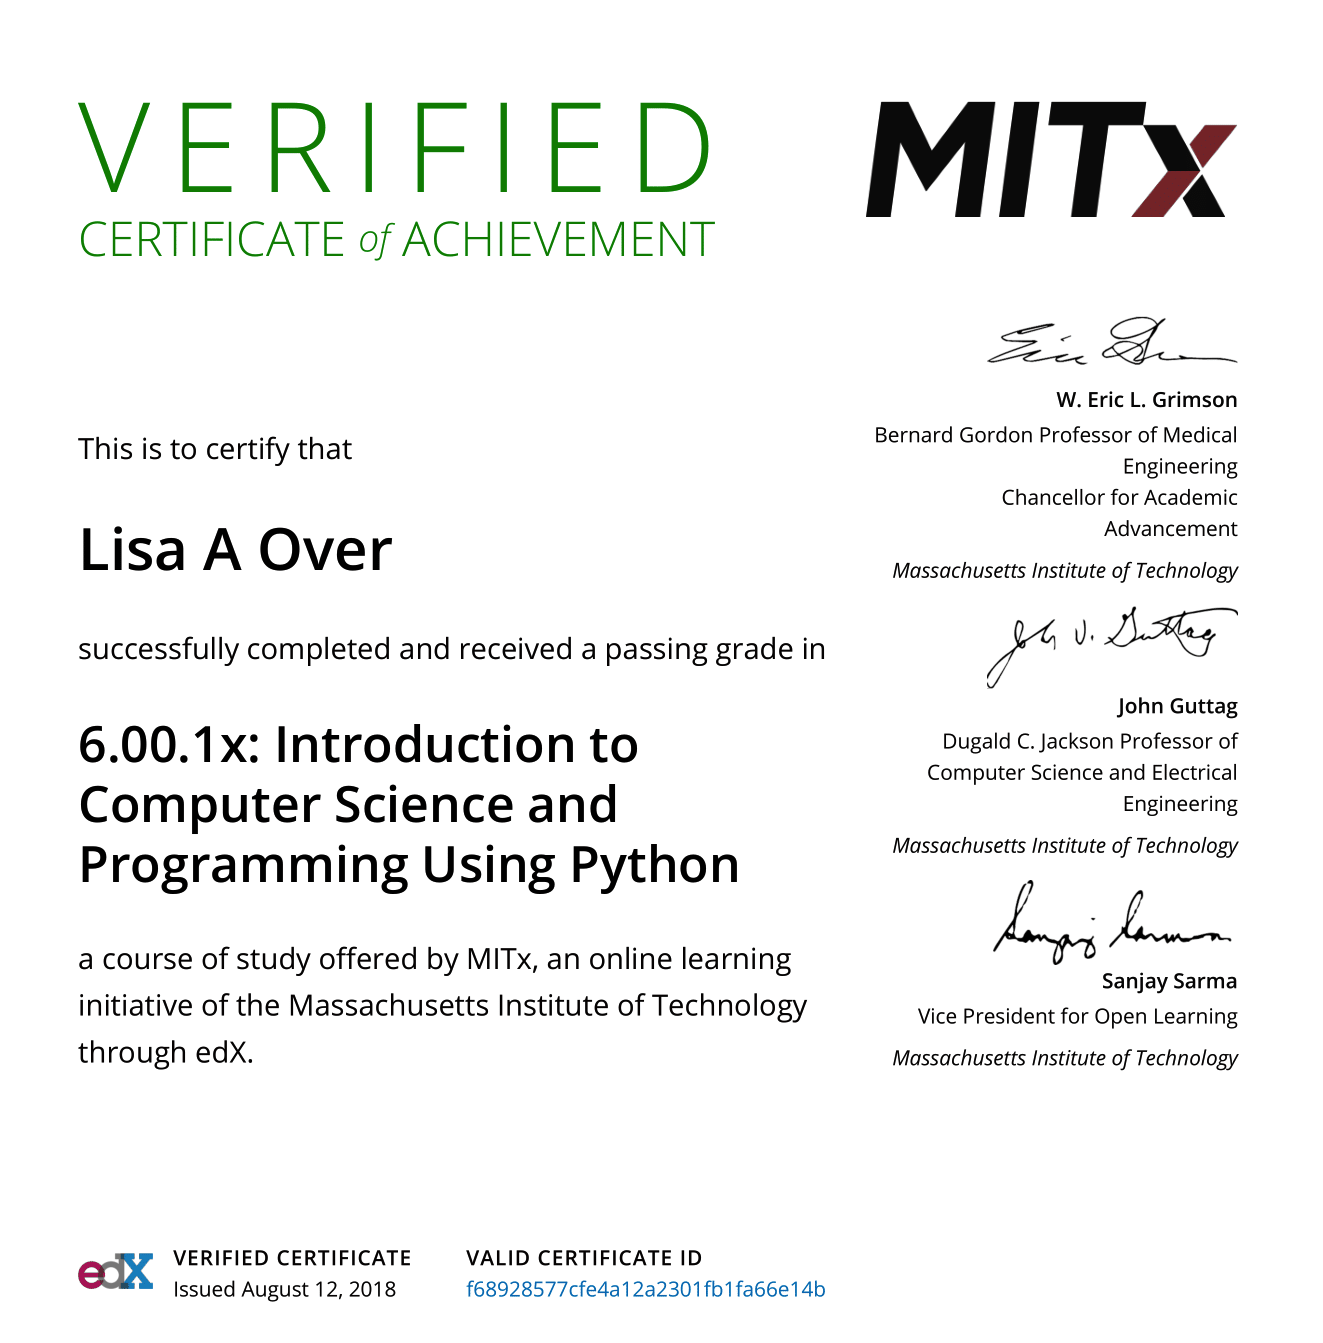 VERIFIED
CERTIFICATE of ACHIEVEMENT
MITx
This is to certify that
Lisa A Over
successfully completed and received a passing grade in
6.00.1x: Introduction to
Computer Science and
Programming Using Python
a course of study offered by MITx, an online learning
initiative of the Massachusetts Institute of Technology
through edX.
W. Eric L. Grimson
Bernard Gordon Professor of Medical
Engineering
Chancellor for Academic
Advancement
Massachusetts Institute of Technology
John V. Guttag
John Guttag
Dugald C. Jackson Professor of
Computer Science and Electrical
Engineering
Massachusetts Institute of Technology
Sanjay Sarma
Sanjay Sarma
Vice President for Open Learning
Massachusetts Institute of Technology
edX
VERIFIED CERTIFICATE
Issued August 12, 2018
VALID CERTIFICATE ID
f68928577cfe4a12a2301fb1fa66e14b